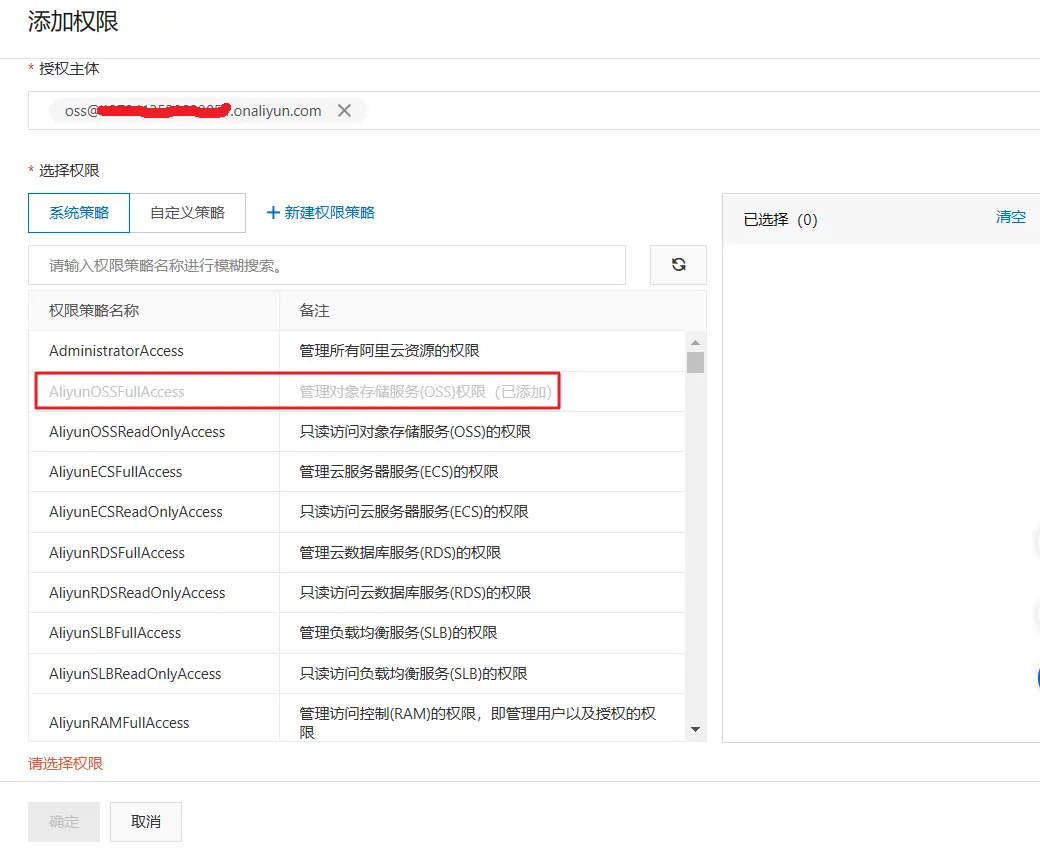 添加权限
* 授权主体
oss@ .onaliyun.com
* 选择权限
系统策略 自定义策略 新建权限策略
请输入权限策略名称进行模糊搜索。
权限策略名称 备注
AdministratorAccess 管理所有阿里云资源的权限
AliyunOSSFullAccess 管理对象存储服务(OSS)权限（已添加）
AliyunOSSReadOnlyAccess 只读访问对象存储服务(OSS)的权限
AliyunECSFullAccess 管理云服务器服务(ECS)的权限
AliyunECSReadOnlyAccess 只读访问云服务器服务(ECS)的权限
AliyunRDSFullAccess 管理云数据库服务(RDS)的权限
AliyunRDSReadOnlyAccess 只读访问云数据库服务(RDS)的权限
AliyunSLBFullAccess 管理负载均衡服务(SLB)的权限
AliyunSLBReadOnlyAccess 只读访问负载均衡服务(SLB)的权限
AliyunRAMFullAccess 管理访问控制(RAM)的权限，即管理用户以及授权的权
限
已选择 (0) 清空
请选择权限
确定 取消